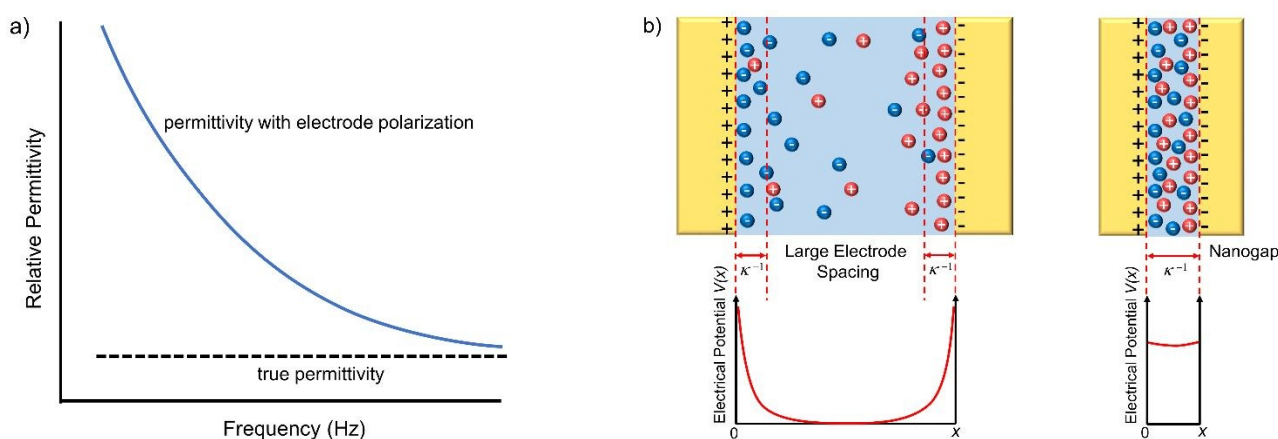 a)
Relative Permittivity
permittivity with electrode polarization
true permittivity
Frequency (Hz)
b)
Large Electrode
Spacing
κ⁻¹
κ⁻¹
Electrical Potential V(x)
0
x
Nanogap
κ⁻¹
Electrical Potential V(x)
0
x